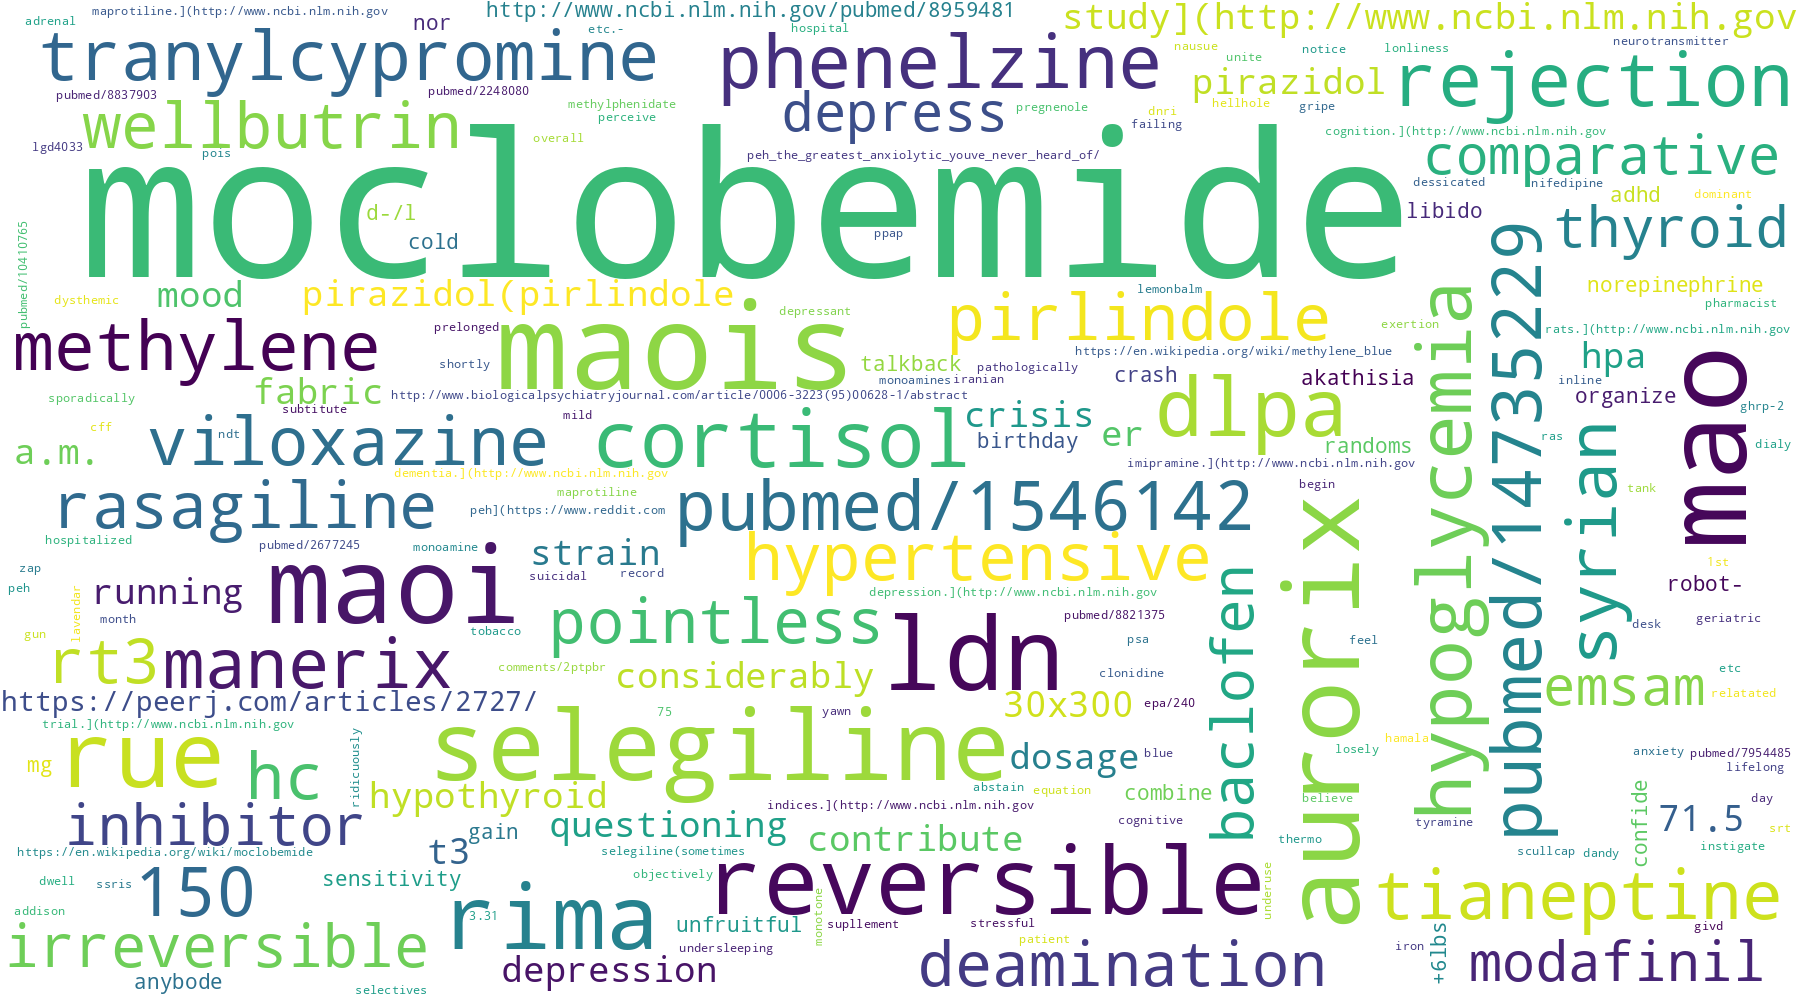 adrenal
maprotiline.](http://www.ncbi.nlm.nih.gov
nor
http://www.ncbi.nlm.nih.gov/pubmed/8959481
study](http://www.ncbi.nlm.nih.gov
etc.-
hospital
tranylcypromine
phenelzine
nausue
unite
notice
lonliness
neurotransmitter
rejection
pirazidol
pubmed/8837903
pubmed/2248080
wellbutrin
methylphenidate
perceive
depress
pregnenole
dnri
hellhole
gripe
failing
lgd4033
pois
overall
peh_the_greatest_anxiolytic_youve_never_heard_of/
cognition.](http://www.ncbi.nlm.nih.gov
comparative
moclobemide
dessicated
nifedipine
adhd
dominant
libido
thyroid
d-/l
cold
ppap
pubmed/10410765
dysthemic
mood
pirazidol(pirlindole
depressant
lemonbalm
norepinephrine
pharmacist
methylene
prelonged
shortly
maois
pirlindole
exertion
rats.](http://www.ncbi.nlm.nih.gov
talkback
https://en.wikipedia.org/wiki/methylene_blue
hpa
mao
monoamines
iranian
pathologically
crash
akathisia
inline
organize
sporadically
fabric
subtitute
http://www.biologicalpsychiatryjournal.com/article/0006-3223(95)00628-1/abstract
dlpa
ghrp-2
cff
viloxazine
ndt
mild
cortisol
crisis
birthday
er
randoms
ras
dialy
a.m.
dementia.](http://www.ncbi.nlm.nih.gov
imipramine.](http://www.ncbi.nlm.nih.gov
hypoglycemia
pubmed/14735229
syrian
rasagiline
maprotiline
peh](https://www.reddit.com
pubmed/1546142
begin
tank
hospitalized
pubmed/2677245
monoamine
strain
hypertensive
aurorix
zap
peh
running
maoi
suicidal
record
depression.](http://www.ncbi.nlm.nih.gov
baclofen
1st
robot-
lavendar
month
gun
tobacco
pointless
ldn
pubmed/8821375
psa
feel
desk
geriatric
rt3
manerix
comments/2ptpbr
considerably
clonidine
etc
emsam
relatated
https://peerj.com/articles/2727/
75
yawn
30x300
epa/240
trial.](http://www.ncbi.nlm.nih.gov
rue
hc
ridicuously
selegiline
dosage
blue
losely
hamala
anxiety
pubmed/7954485
lifelong
mg
hypothyroid
abstain
equation
combine
believe
confide
day
inhibitor
gain
questioning
indices.](http://www.ncbi.nlm.nih.gov
cognitive
tyramine
71.5
srt
https://en.wikipedia.org/wiki/moclobemide
t3
selegiline(sometimes
contribute
thermo
scullcap
dandy
instigate
dwell
ssris
150
sensitivity
objectively
reversible
underuse
tianeptine
addison
3.31
rima
unfruitful
monotone
supllement
stressful
givd
irreversible
undersleeping
patient
iron
+6lbs
anybode
selectives
depression
deamination
modafinil